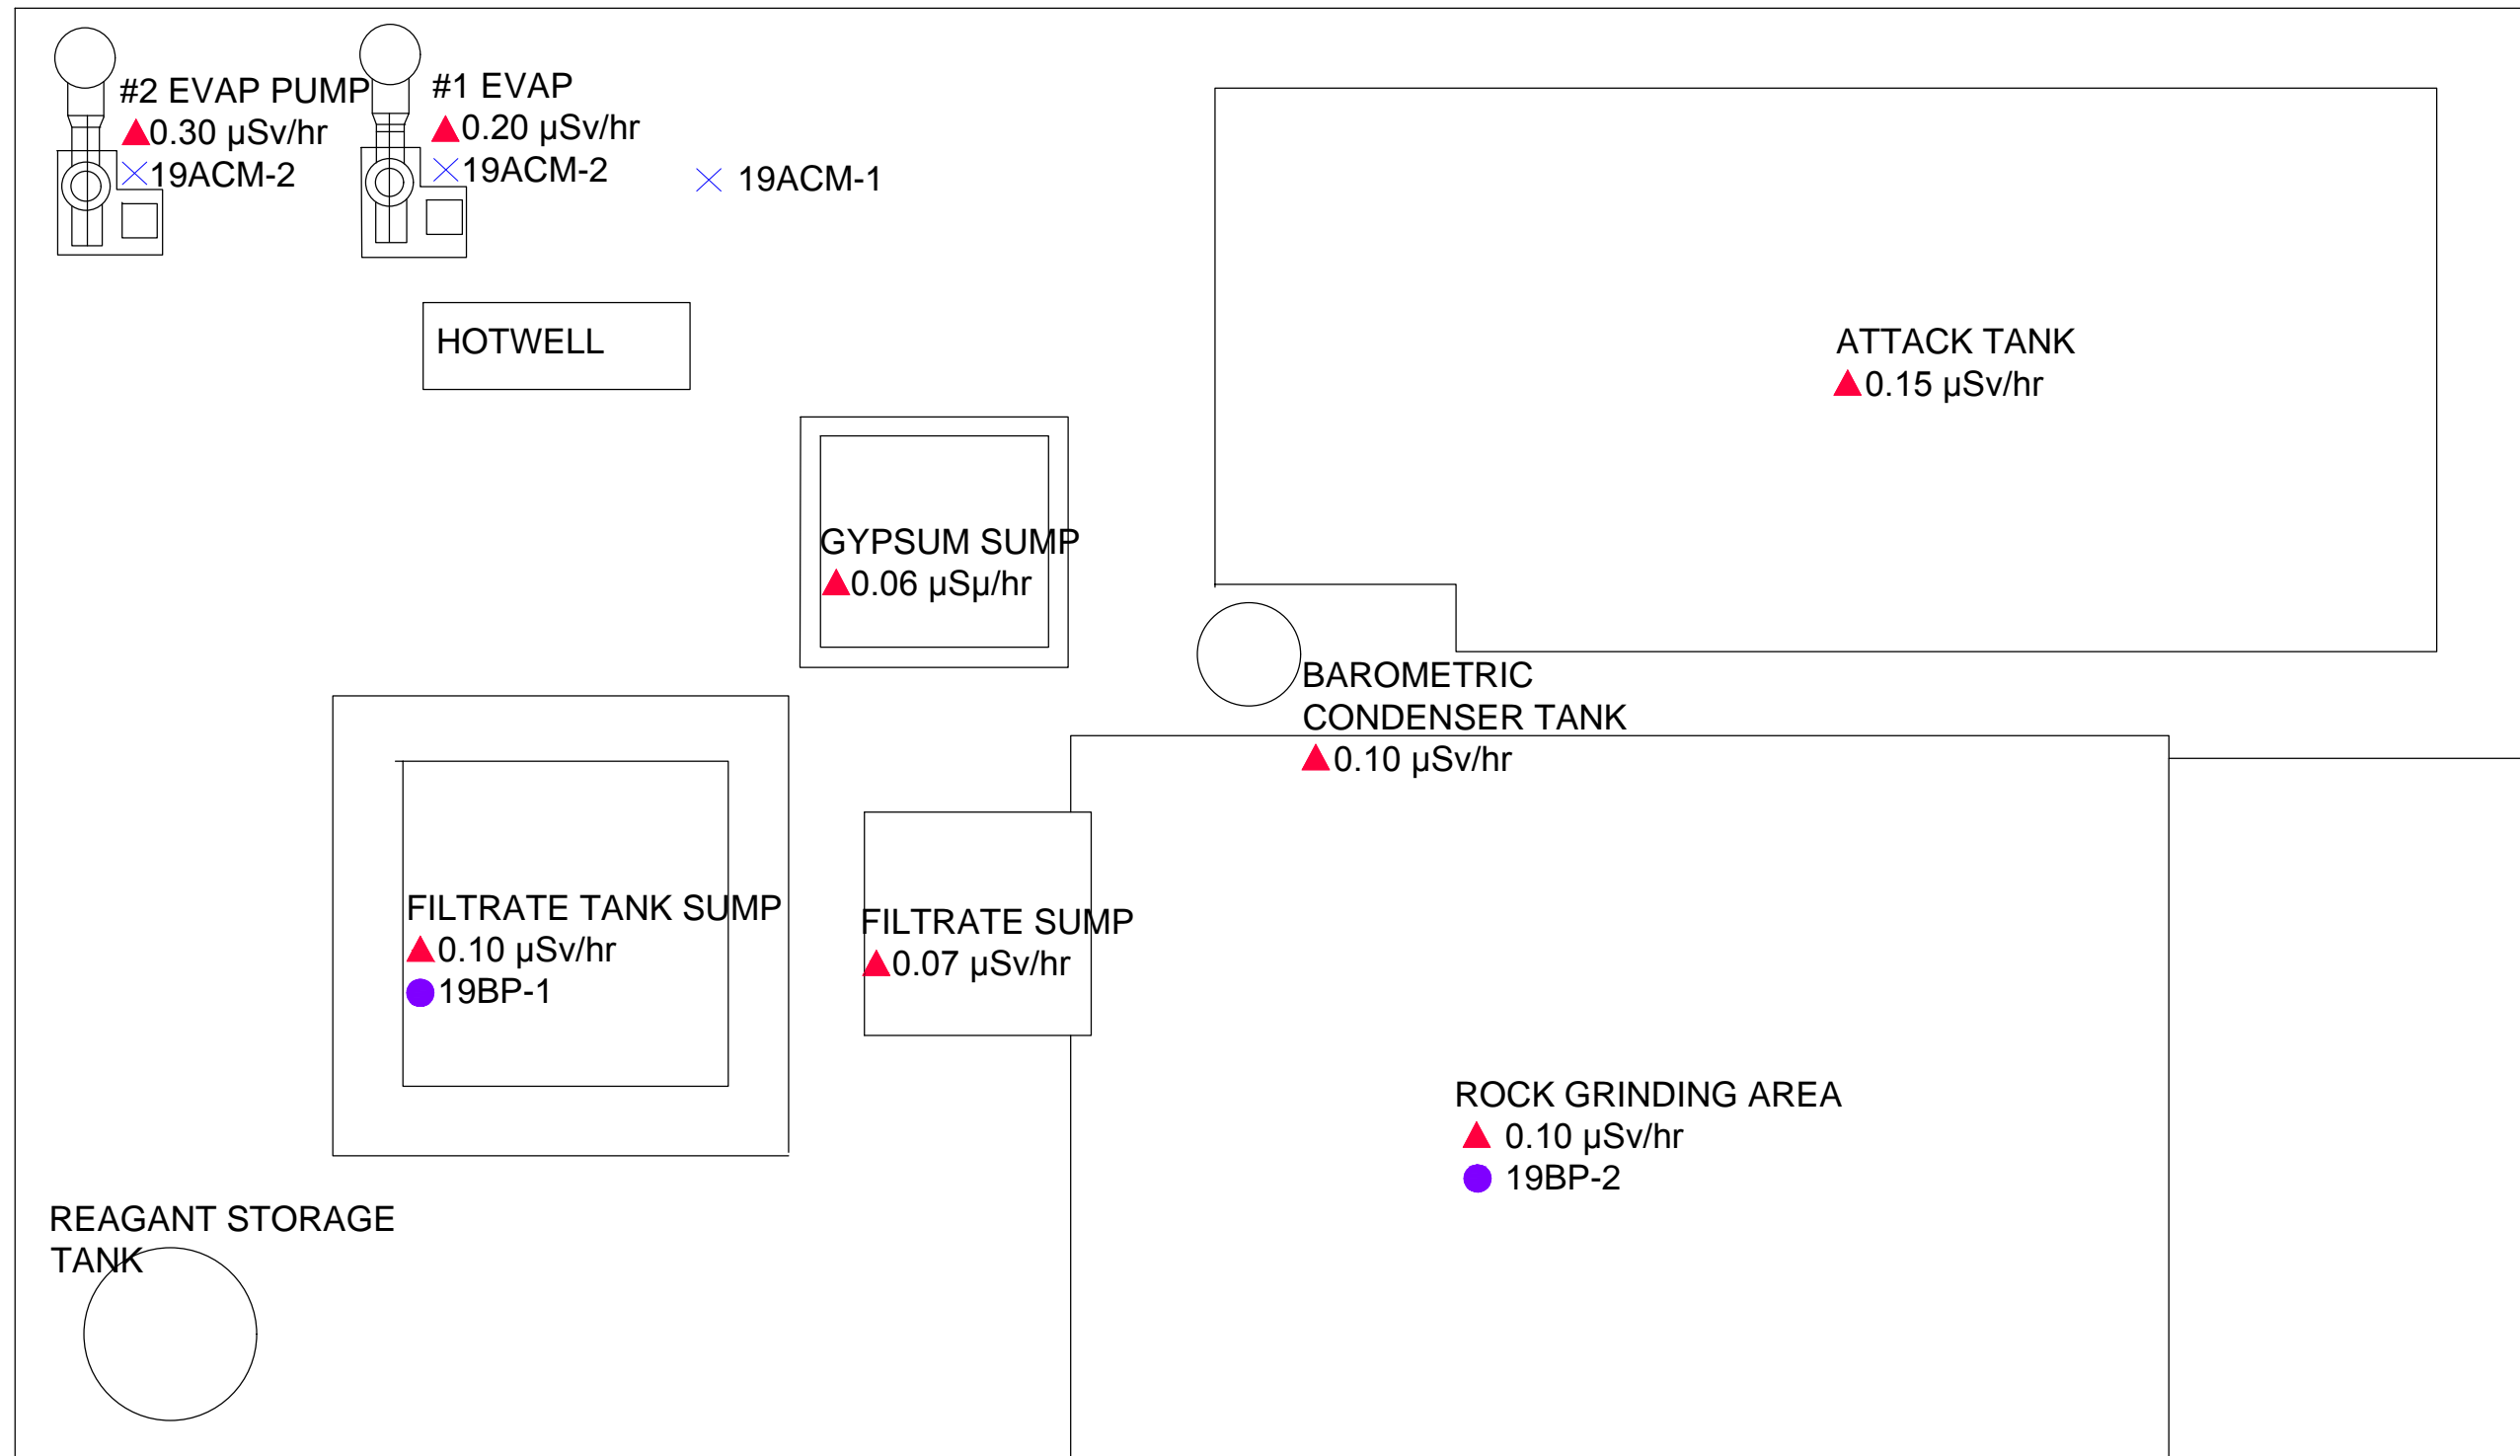 #2 EVAP PUMP
0.30 µSv/hr
19ACM-2
#1 EVAP
0.20 µSv/hr
19ACM-2
19ACM-1
HOTWELL
ATTACK TANK
0.15 µSv/hr
GYPSUM SUMP
0.06 µSµ/hr
BAROMETRIC
CONDENSER TANK
0.10 µSv/hr
FILTRATE TANK SUMP
0.10 µSv/hr
19BP-1
FILTRATE SUMP
0.07 µSv/hr
ROCK GRINDING AREA
0.10 µSv/hr
19BP-2
REAGANT STORAGE
TANK